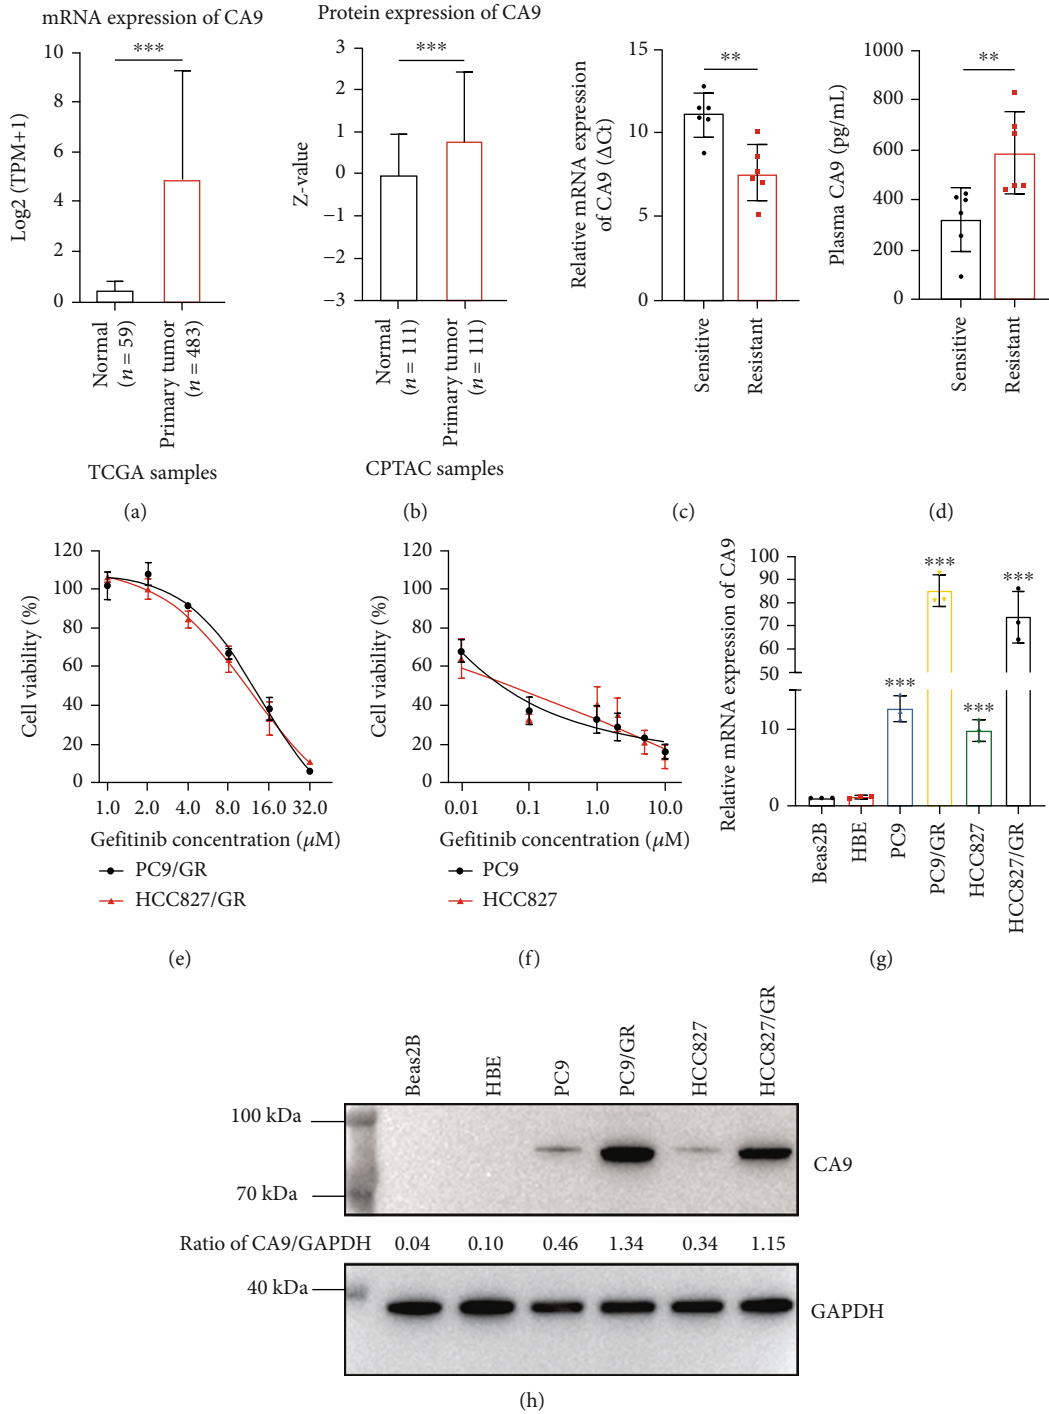 mRNA expression of CA9
Log2 (TPM+1)
10
8
6
4
2
0
***
Normal
(n = 59)
Primary tumor
(n = 483)
TCGA samples
(a)
Protein expression of CA9
Z-value
3
2
1
0
−1
−2
−3
***
Normal
(n = 111)
Primary tumor
(n = 111)
CPTAC samples
(b)
Relative mRNA expression
of CA9 (ΔCt)
15
10
5
0
**
Sensitive
Resistant
(c)
Plasma CA9 (pg/mL)
1000
800
600
400
200
0
**
Sensitive
Resistant
(d)
Cell viability (%)
120
100
80
60
40
20
0
1.0 2.0 4.0 8.0 16.0 32.0
Gefitinib concentration (μM)
PC9/GR
HCC827/GR
(e)
Cell viability (%)
120
100
80
60
40
20
0
0.01 0.1 1.0 10.0
Gefitinib concentration (μM)
PC9
HCC827
(f)
Relative mRNA expression of CA9
100
90
80
70
50
10
0
***
***
***
***
Beas2B
HBE
PC9
PC9/GR
HCC827
HCC827/GR
(g)
Beas2B
HBE
PC9
PC9/GR
HCC827
HCC827/GR
100 kDa
70 kDa
CA9
Ratio of CA9/GAPDH 0.04 0.10 0.46 1.34 0.34 1.15
40 kDa
GAPDH
(h)